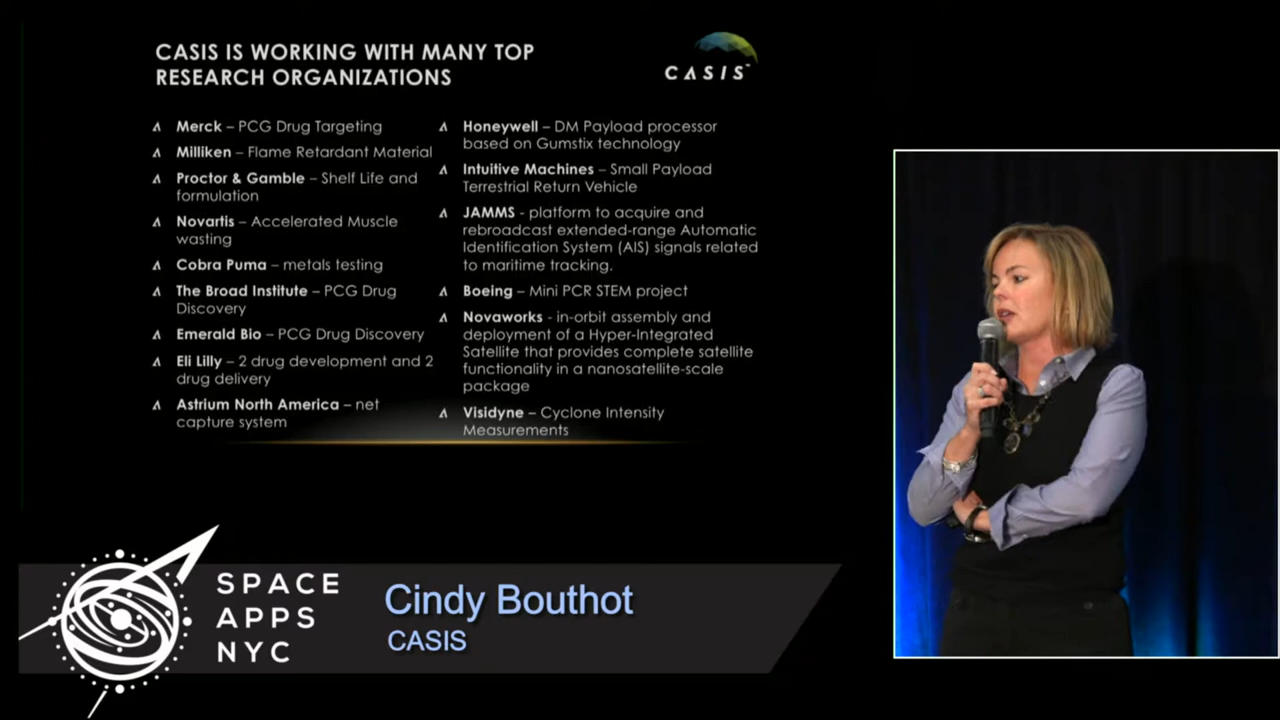 CASIS IS WORKING WITH MANY TOP
RESEARCH ORGANIZATIONS
CASIS
Merck – PCG Drug Targeting
Milliken – Flame Retardant Material
Proctor & Gamble – Shelf Life and
formulation
Novartis – Accelerated Muscle
wasting
Cobra Puma – metals testing
The Broad Institute – PCG Drug
Discovery
Emerald Bio – PCG Drug Discovery
Eli Lilly – 2 drug development and 2
drug delivery
Astrium North America – net
capture system
Honeywell – DM Payload processor
based on Gumstix technology
Intuitive Machines – Small Payload
Terrestrial Return Vehicle
JAMMS - platform to acquire and
rebroadcast extended-range Automatic
Identification System (AIS) signals related
to maritime tracking.
Boeing – Mini PCR STEM project
Novaworks - in-orbit assembly and
deployment of a Hyper-Integrated
Satellite that provides complete satellite
functionality in a nanosatellite-scale
package
Visidyne – Cyclone Intensity
Measurements
SPACE
APPS
NYC
Cindy Bouthot
CASIS